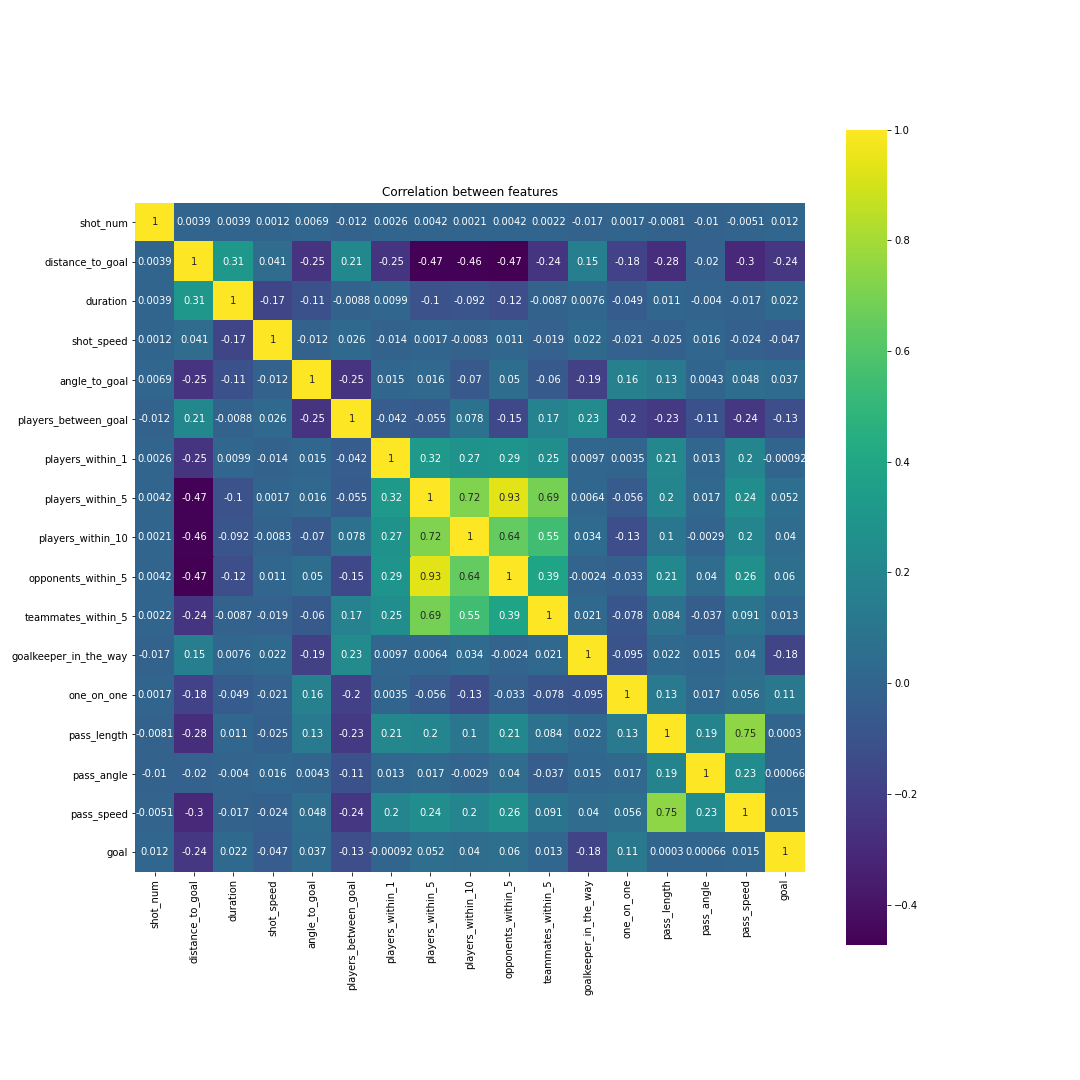 Correlation between features
shot_num 1 0.0039 0.0039 0.0012 0.0069 -0.012 0.0026 0.0042 0.0021 0.0042 0.0022 -0.017 0.0017 -0.0081 -0.01 -0.0051 0.012
distance_to_goal 0.0039 1 0.31 0.041 -0.25 0.21 -0.25 -0.47 -0.46 -0.47 -0.24 0.15 -0.18 -0.28 -0.02 -0.3 -0.24
duration 0.0039 0.31 1 -0.17 -0.11 -0.0088 0.0099 -0.1 -0.092 -0.12 -0.0087 0.0076 -0.049 0.011 -0.004 -0.017 0.022
shot_speed 0.0012 0.041 -0.17 1 -0.012 0.026 -0.014 0.0017 -0.0083 0.011 -0.019 0.022 -0.021 -0.025 0.016 -0.024 -0.047
angle_to_goal 0.0069 -0.25 -0.11 -0.012 1 -0.25 0.015 0.016 -0.07 0.05 -0.06 -0.19 0.16 0.13 0.0043 0.048 0.037
players_between_goal -0.012 0.21 -0.0088 0.026 -0.25 1 -0.042 -0.055 0.078 -0.15 0.17 0.23 -0.2 -0.23 -0.11 -0.24 -0.13
players_within_1 0.0026 -0.25 0.0099 -0.014 0.015 -0.042 1 0.32 0.27 0.29 0.25 0.0097 0.0035 0.21 0.013 0.2 -0.00092
players_within_5 0.0042 -0.47 -0.1 0.0017 0.016 -0.055 0.32 1 0.72 0.93 0.69 0.0064 -0.056 0.2 0.017 0.24 0.052
players_within_10 0.0021 -0.46 -0.092 -0.0083 -0.07 0.078 0.27 0.72 1 0.64 0.55 0.034 -0.13 0.1 -0.0029 0.2 0.04
opponents_within_5 0.0042 -0.47 -0.12 0.011 0.05 -0.15 0.29 0.93 0.64 1 0.39 -0.0024 -0.033 0.21 0.04 0.26 0.06
teammates_within_5 0.0022 -0.24 -0.0087 -0.019 -0.06 0.17 0.25 0.69 0.55 0.39 1 0.021 -0.078 0.084 -0.037 0.091 0.013
goalkeeper_in_the_way -0.017 0.15 0.0076 0.022 -0.19 0.23 0.0097 0.0064 0.034 -0.0024 0.021 1 -0.095 0.022 0.015 0.04 -0.18
one_on_one 0.0017 -0.18 -0.049 -0.021 0.16 -0.2 0.0035 -0.056 -0.13 -0.033 -0.078 -0.095 1 0.13 0.017 0.056 0.11
pass_length -0.0081 -0.28 0.011 -0.025 0.13 -0.23 0.21 0.2 0.1 0.21 0.084 0.022 0.13 1 0.19 0.75 0.0003
pass_angle -0.01 -0.02 -0.004 0.016 0.0043 -0.11 0.013 0.017 -0.0029 0.04 -0.037 0.015 0.017 0.19 1 0.23 0.00066
pass_speed -0.0051 -0.3 -0.017 -0.024 0.048 -0.24 0.2 0.24 0.2 0.26 0.091 0.04 0.056 0.75 0.23 1 0.015
goal 0.012 -0.24 0.022 -0.047 0.037 -0.13 -0.00092 0.052 0.04 0.06 0.013 -0.18 0.11 0.0003 0.00066 0.015 1
shot_num
distance_to_goal
duration
shot_speed
angle_to_goal
players_between_goal
players_within_1
players_within_5
players_within_10
opponents_within_5
teammates_within_5
goalkeeper_in_the_way
one_on_one
pass_length
pass_angle
pass_speed
goal
1.0
0.8
0.6
0.4
0.2
0.0
−0.2
−0.4